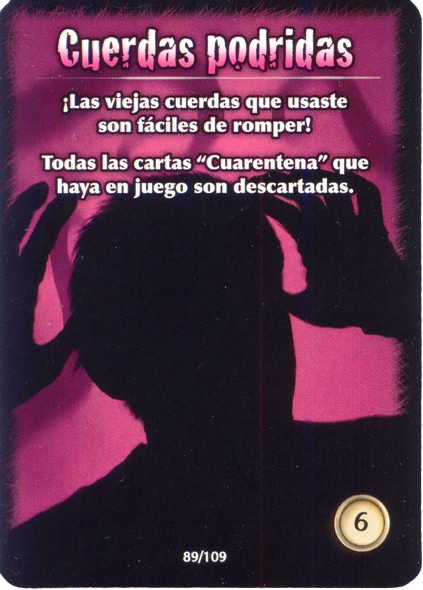 Cuerdas podridas
¡Las viejas cuerdas que usaste
son fáciles de romper!
Todas las cartas “Cuarentena” que
haya en juego son descartadas.
6
89/109